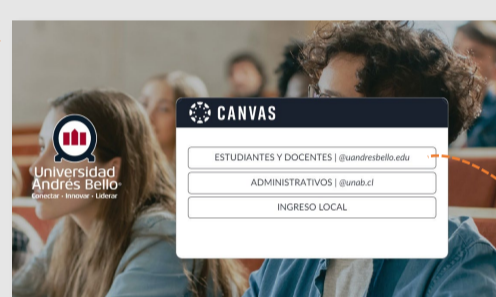 CANVAS
ESTUDIANTES Y DOCENTES | @uandresbello.edu
ADMINISTRATIVOS | @unab.cl
INGRESO LOCAL
Universidad
Andrés Bello
Conectar - Innovar - Liderar